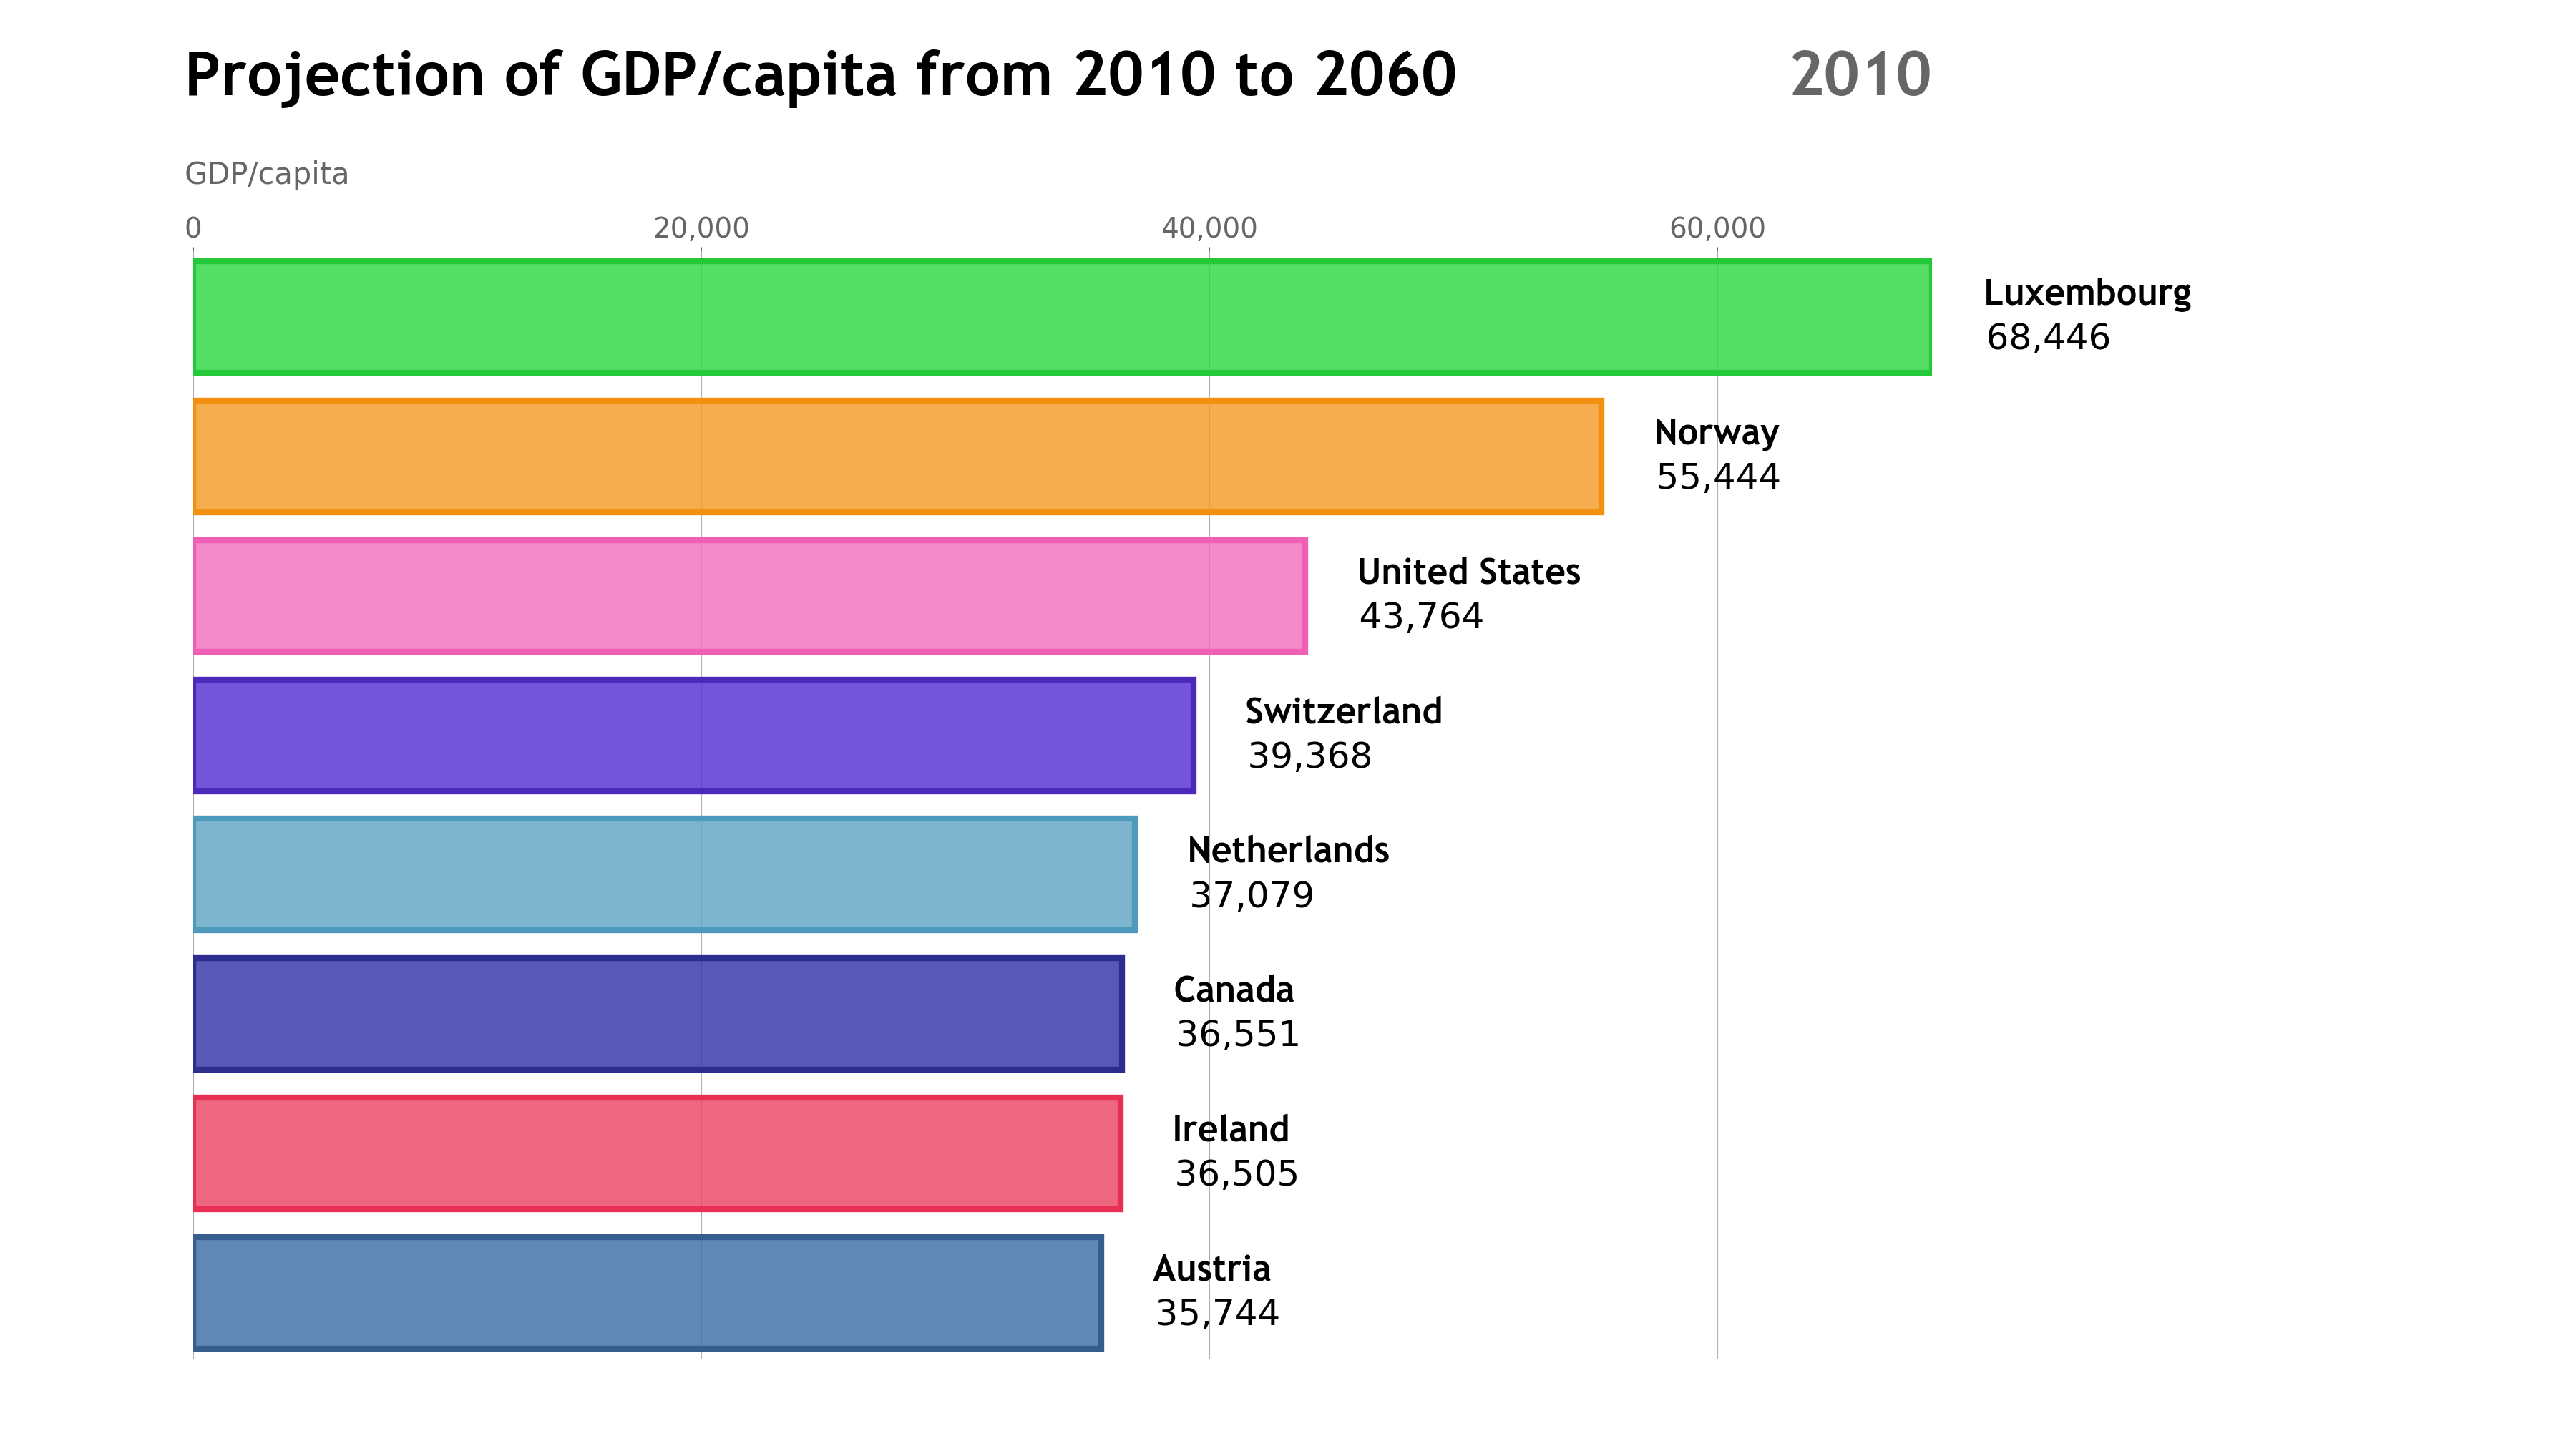 Projection of GDP/capita from 2010 to 2060 2010
GDP/capita
0 20,000 40,000 60,000
Luxembourg
68,446
Norway
55,444
United States
43,764
Switzerland
39,368
Netherlands
37,079
Canada
36,551
Ireland
36,505
Austria
35,744